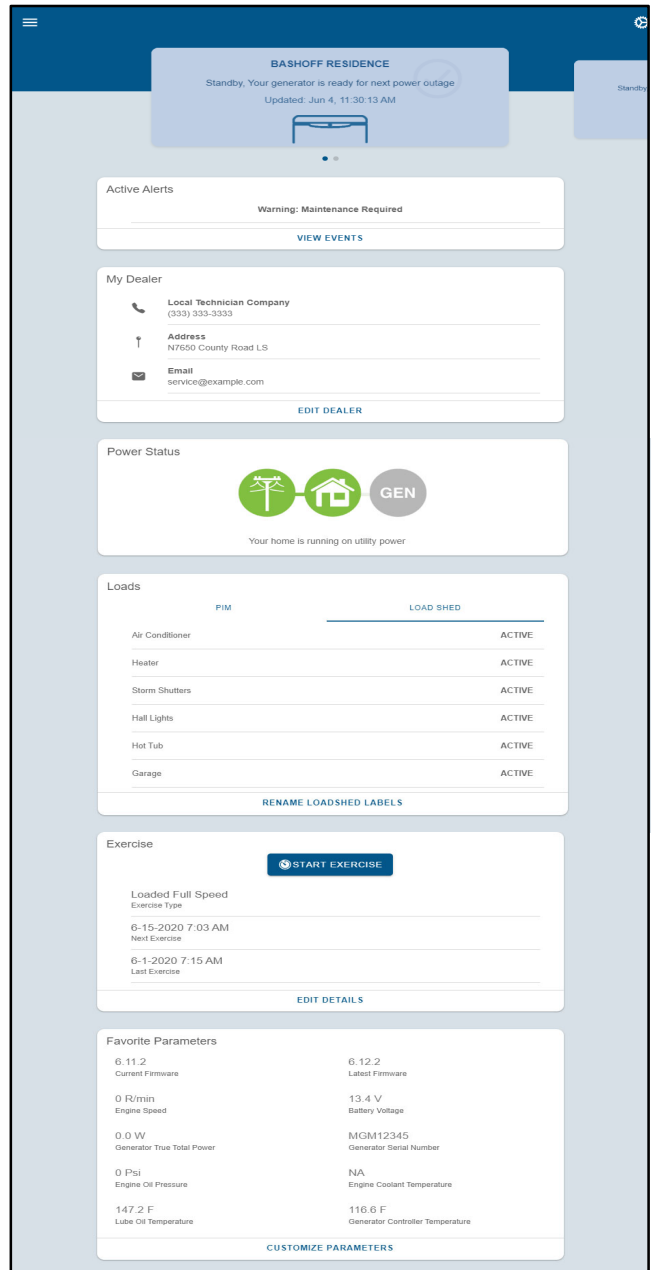 BASHOFF RESIDENCE
Standby, Your generator is ready for next power outage
Updated: Jun 4, 11:30:13 AM
Standby
Active Alerts
Warning: Maintenance Required
VIEW EVENTS
My Dealer
Local Technician Company
(333) 333-3333
Address
N7650 County Road LS
Email
service@example.com
EDIT DEALER
Power Status
GEN
Your home is running on utility power
Loads
PIM LOAD SHED
Air Conditioner ACTIVE
Heater ACTIVE
Storm Shutters ACTIVE
Hall Lights ACTIVE
Hot Tub ACTIVE
Garage ACTIVE
RENAME LOADSHED LABELS
Exercise
START EXERCISE
Loaded Full Speed
Exercise Type
6-15-2020 7:03 AM
Next Exercise
6-1-2020 7:15 AM
Last Exercise
EDIT DETAILS
Favorite Parameters
6.11.2 6.12.2
Current Firmware Latest Firmware
0 R/min 13.4 V
Engine Speed Battery Voltage
0.0 W MGM12345
Generator True Total Power Generator Serial Number
0 Psi NA
Engine Oil Pressure Engine Coolant Temperature
147.2 F 116.6 F
Lube Oil Temperature Generator Controller Temperature
CUSTOMIZE PARAMETERS